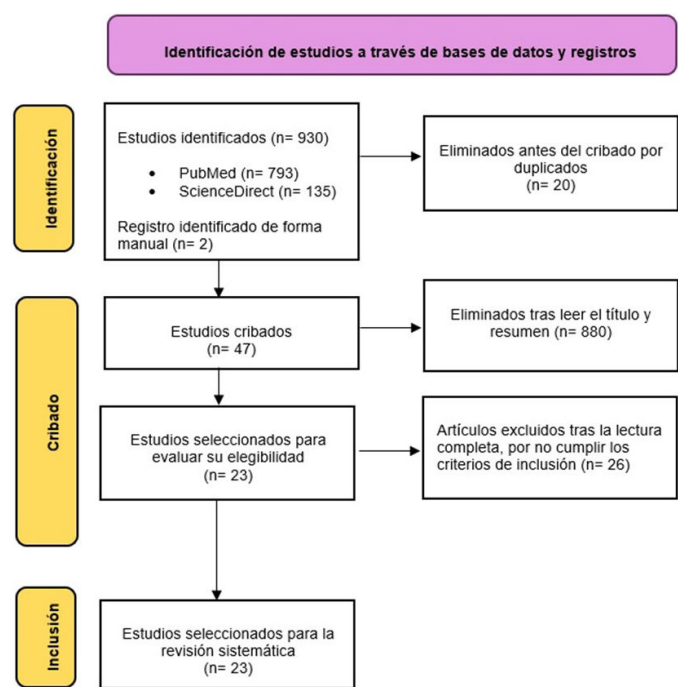 Identificación de estudios a través de bases de datos y registros
Identificación
Estudios identificados (n= 930)
• PubMed (n= 793)
• ScienceDirect (n= 135)
Registro identificado de forma
manual (n= 2)
Eliminados antes del cribado por
duplicados
(n= 20)
Cribado
Estudios cribados
(n= 47)
Eliminados tras leer el título y
resumen (n= 880)
Estudios seleccionados para
evaluar su elegibilidad
(n= 23)
Artículos excluidos tras la lectura
completa, por no cumplir los
criterios de inclusión (n= 26)
Inclusión
Estudios seleccionados para la
revisión sistemática
(n= 23)